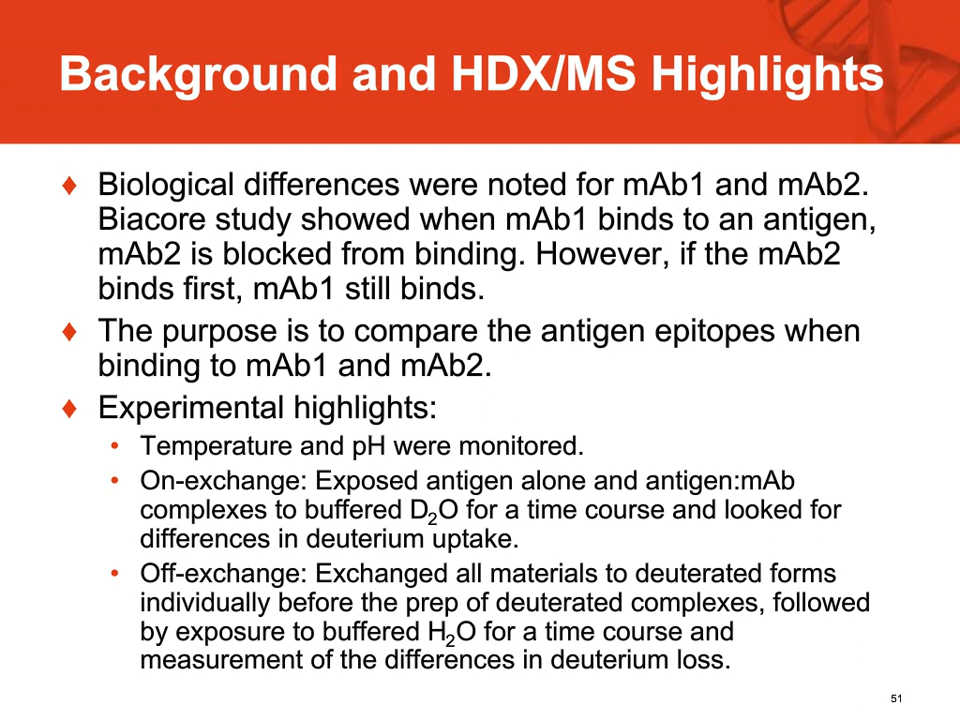 Background and HDX/MS Highlights
♦ Biological differences were noted for mAb1 and mAb2.
Biacore study showed when mAb1 binds to an antigen,
mAb2 is blocked from binding. However, if the mAb2
binds first, mAb1 still binds.
♦ The purpose is to compare the antigen epitopes when
binding to mAb1 and mAb2.
♦ Experimental highlights:
• Temperature and pH were monitored.
• On-exchange: Exposed antigen alone and antigen:mAb
complexes to buffered D₂O for a time course and looked for
differences in deuterium uptake.
• Off-exchange: Exchanged all materials to deuterated forms
individually before the prep of deuterated complexes, followed
by exposure to buffered H₂O for a time course and
measurement of the differences in deuterium loss.
51